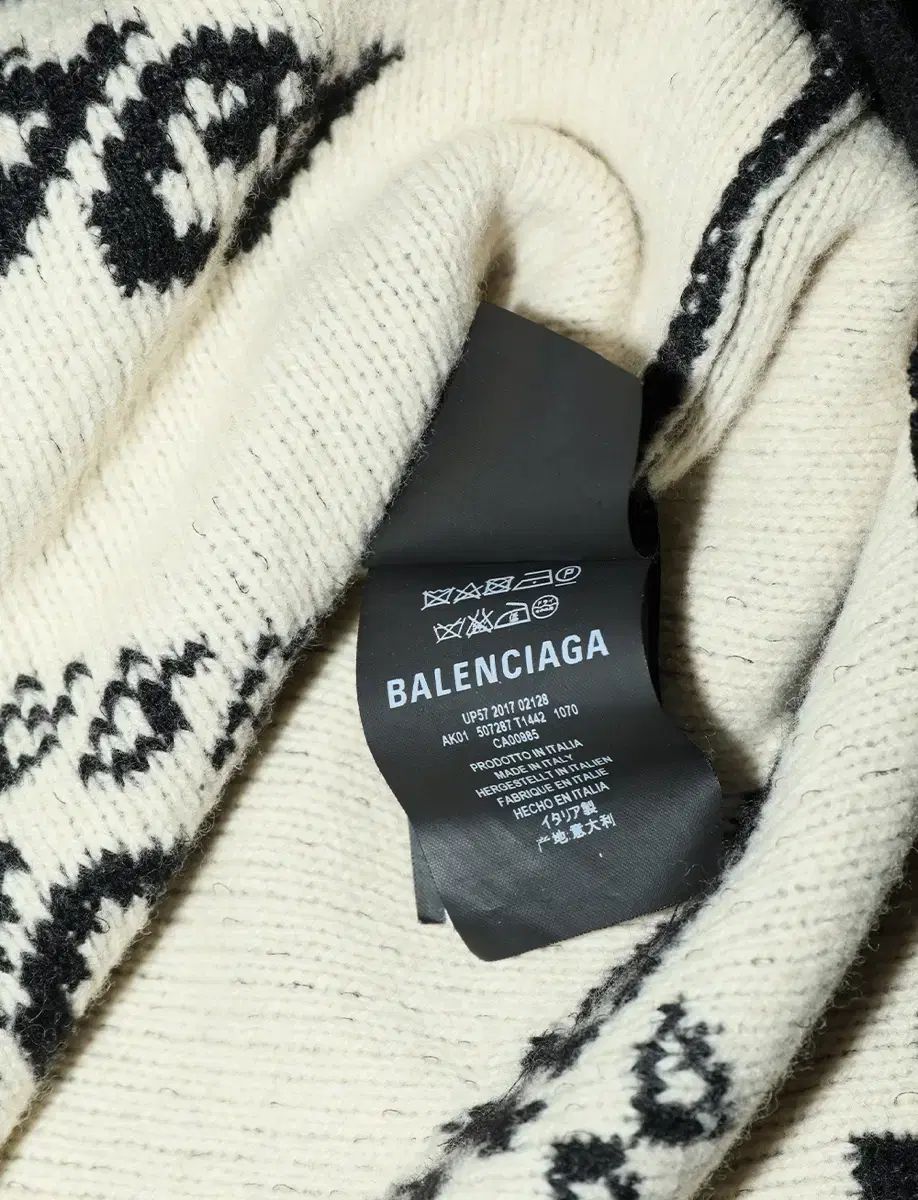 BALENCIAGA
UP57 2017 02128
AK01 507287 T1442 1070
CA00985
PRODOTTO IN ITALIA
MADE IN ITALY
HERGESTELLT IN ITALIEN
FABRIQUE EN ITALIE
HECHO EN ITALIA
イタリア製
产地:意大利